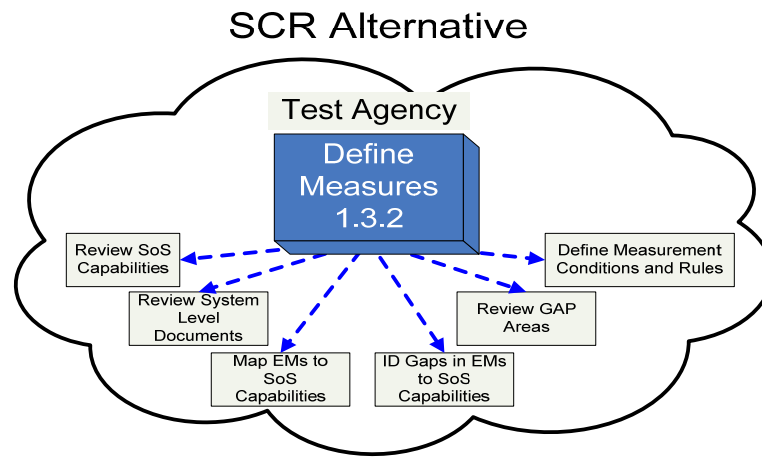 SCR Alternative
Test Agency
Define
Measures
1.3.2
Review SoS
Capabilities
Define Measurement
Conditions and Rules
Review System
Level
Documents
Review GAP
Areas
Map EMs to
SoS
Capabilities
ID Gaps in EMs
to SoS
Capabilities